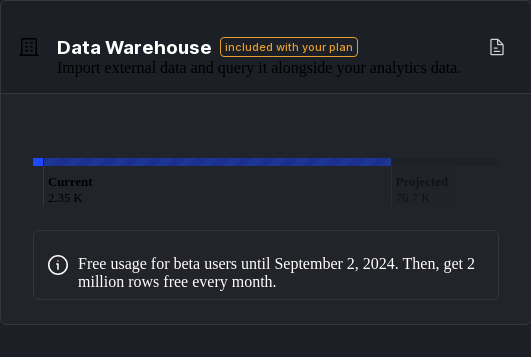 Data Warehouse included with your plan
Import external data and query it alongside your analytics data.
Current
2.35 K
Projected
76.7 K
Free usage for beta users until September 2, 2024. Then, get 2
million rows free every month.